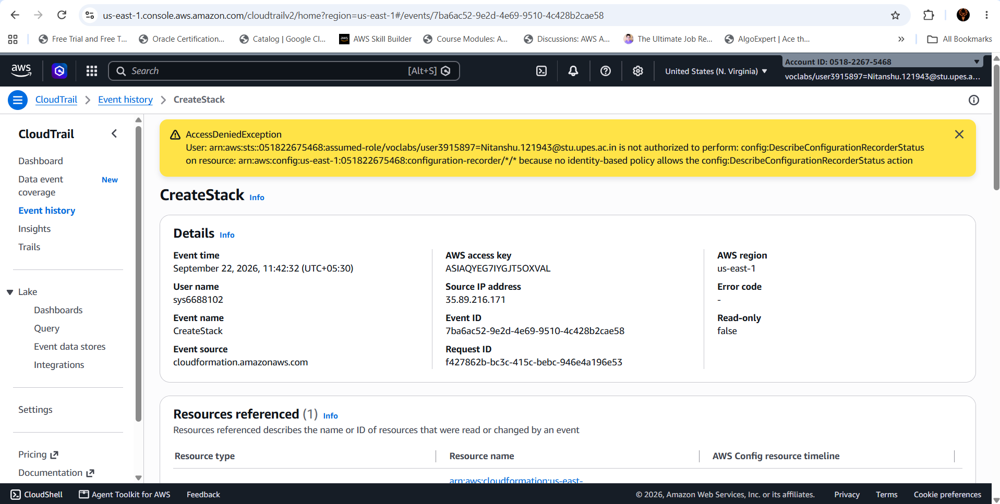 us-east-1.console.aws.amazon.com/cloudtrailv2/home?region=us-east-1#/events/7ba6ac52-9e2d-4e69-9510-4c428b2cae58
Free Trial and Free T... Oracle Certification... Catalog | Google Cl... aws AWS Skill Builder Course Modules: A... Discussions: AWS A... The Ultimate Job Re... AlgoExpert | Ace th... » All Bookmarks
aws Search [Alt+S] United States (N. Virginia) Account ID: 0518-2267-5468
voclabs/user3915897=Nitanshu.121943@stu.upes.a...
CloudTrail Event history CreateStack
CloudTrail
Dashboard
Data event coverage New
Event history
Insights
Trails
Lake
Dashboards
Query
Event data stores
Integrations
Settings
Pricing
Documentation
AccessDeniedException
User: arn:aws:sts::051822675468:assumed-role/voclabs/user3915897=Nitanshu.121943@stu.upes.ac.in is not authorized to perform: config:DescribeConfigurationRecorderStatus
on resource: arn:aws:config:us-east-1:051822675468:configuration-recorder/*/* because no identity-based policy allows the config:DescribeConfigurationRecorderStatus action
CreateStack Info
Details Info
Event time
September 22, 2026, 11:42:32 (UTC+05:30)
User name
sys6688102
Event name
CreateStack
Event source
cloudformation.amazonaws.com
AWS access key
ASIAQYEG7IYGJT5OXVAL
Source IP address
35.89.216.171
Event ID
7ba6ac52-9e2d-4e69-9510-4c428b2cae58
Request ID
f427862b-bc3c-415c-bebc-946e4a196e53
AWS region
us-east-1
Error code
-
Read-only
false
Resources referenced (1) Info
Resources referenced describes the name or ID of resources that were read or changed by an event
Resource type Resource name AWS Config resource timeline
arn:aws:cloudformation:us-east-
CloudShell Agent Toolkit for AWS Feedback © 2026, Amazon Web Services, Inc. or its affiliates. Privacy Terms Cookie preferences